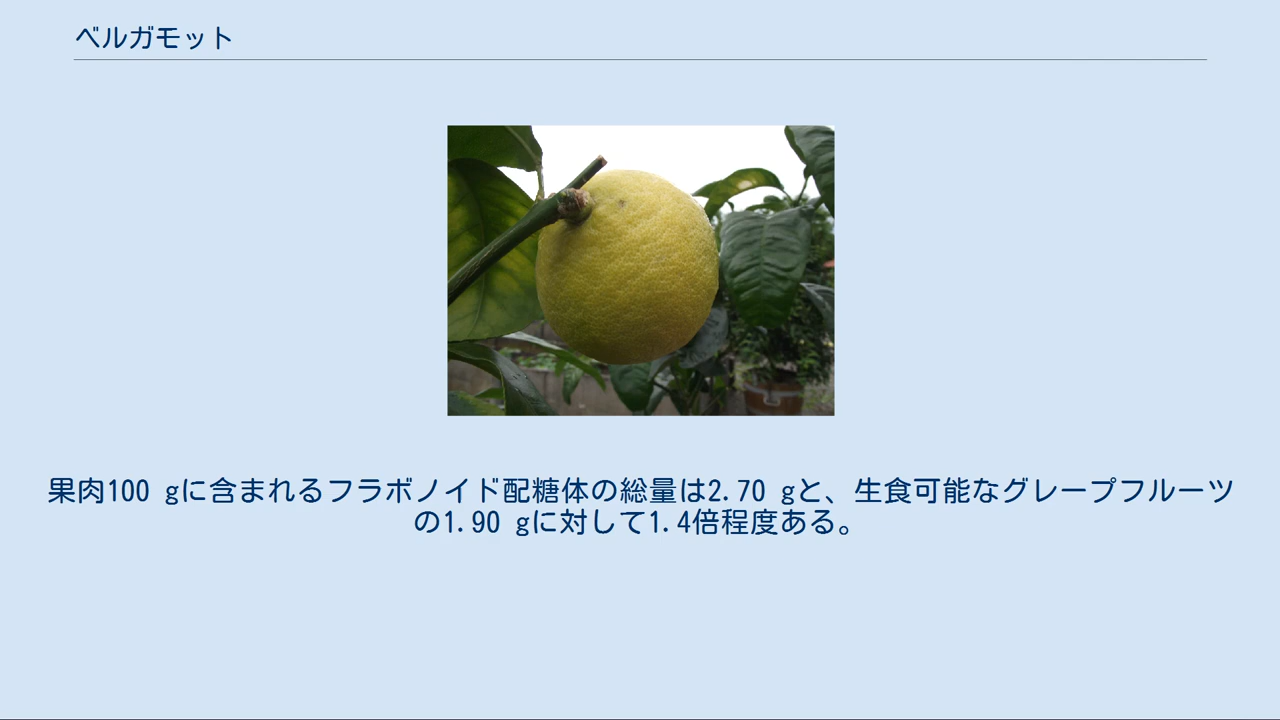 ベルガモット
果肉100 gに含まれるフラボノイド配糖体の総量は2.70 gと、生食可能なグレープフルーツ
の1.90 gに対して1.4倍程度ある。